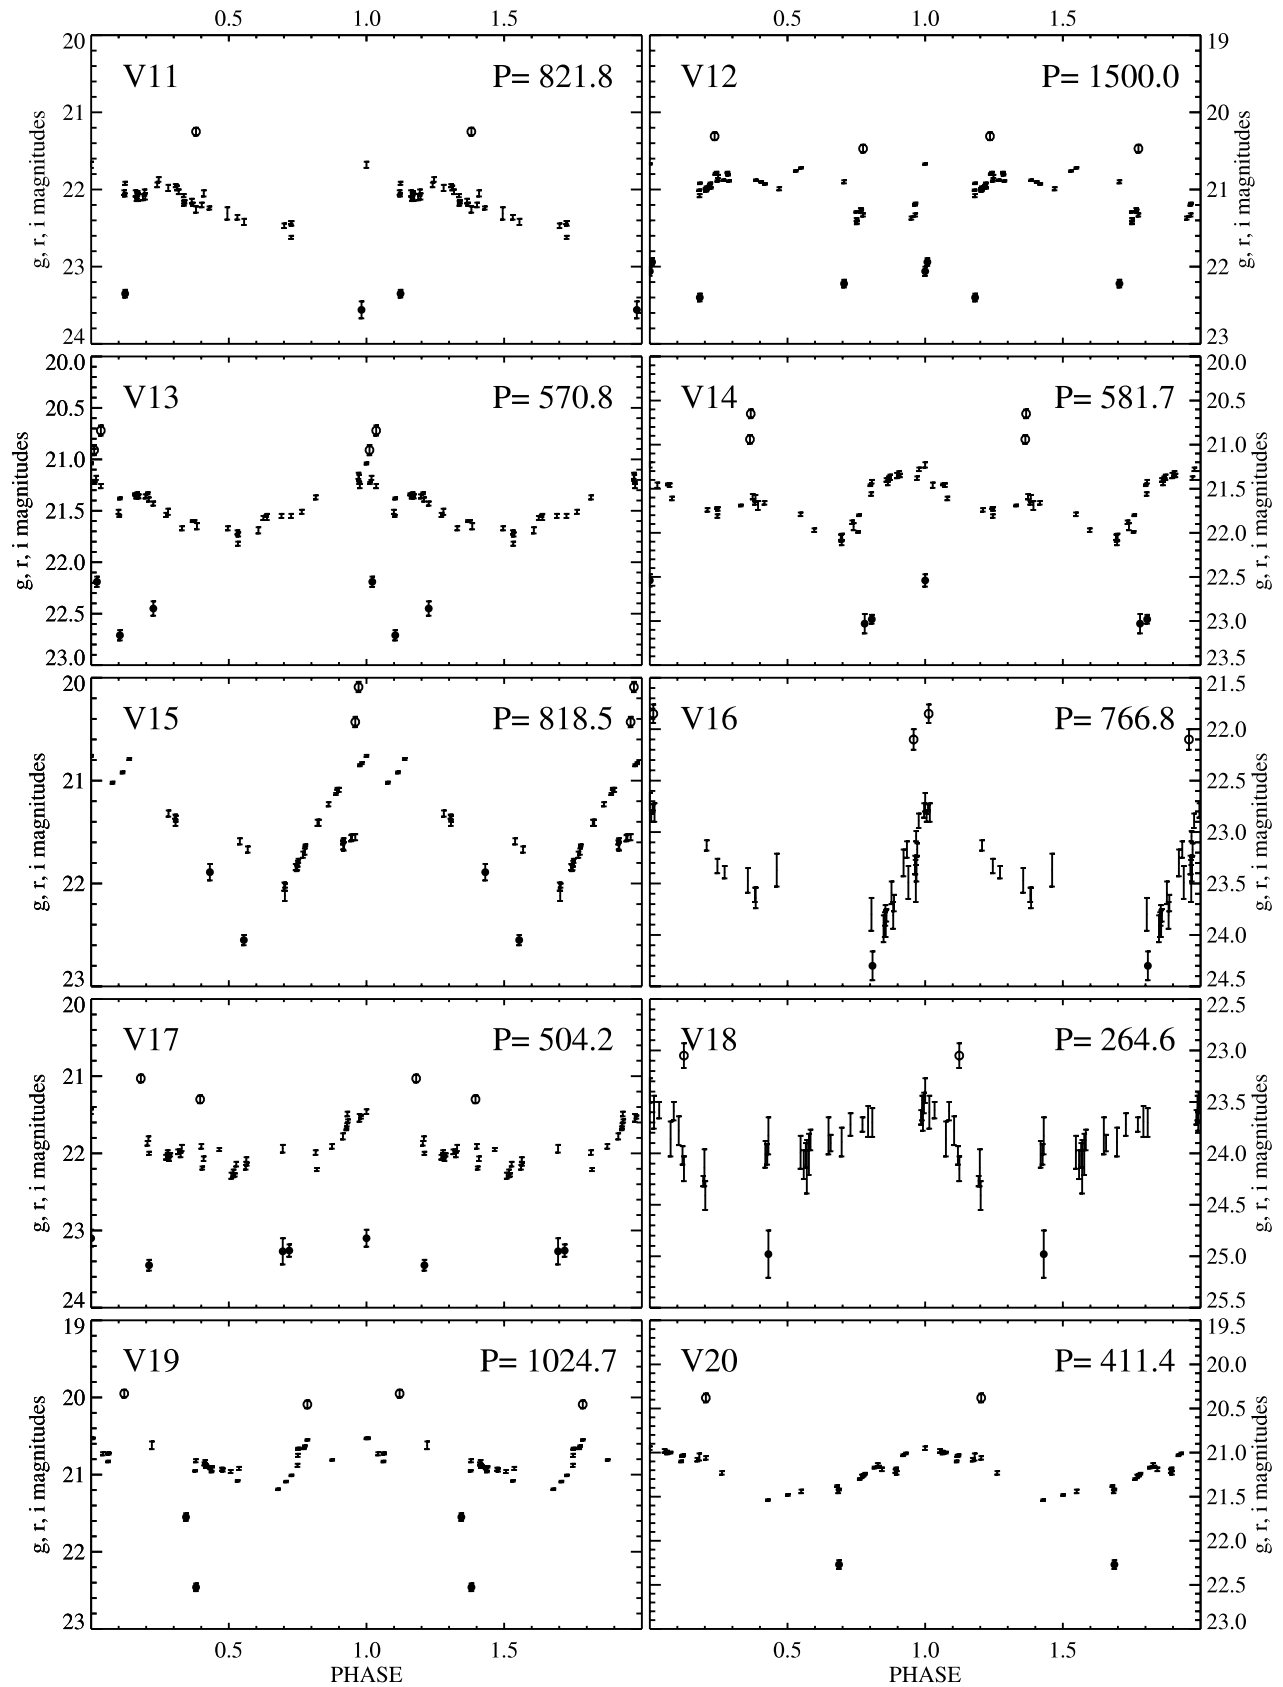 0.5 1.0 1.5
20 V11 P= 821.8 V12 P= 1500.0 19
21 20
22 21
23 22
24 23
g, r, i magnitudes g, r, i magnitudes
20.0 V13 P= 570.8 V14 P= 581.7 20.0
20.5 20.5
21.0 21.0
21.5 21.5
22.0 22.0
22.5 22.5
23.0 23.0
23.5
g, r, i magnitudes g, r, i magnitudes
20 V15 P= 818.5 V16 P= 766.8 21.5
21 22.0
22 22.5
23 23.0
23.5
24.0
24.5
g, r, i magnitudes g, r, i magnitudes
20 V17 P= 504.2 V18 P= 264.6 22.5
21 23.0
22 23.5
23 24.0
24 24.5
25.0
25.5
g, r, i magnitudes g, r, i magnitudes
19 V19 P= 1024.7 V20 P= 411.4 19.5
20 20.0
21 20.5
22 21.0
23 21.5
22.0
22.5
23.0
g, r, i magnitudes g, r, i magnitudes
0.5 1.0 1.5 0.5 1.0 1.5
PHASE PHASE